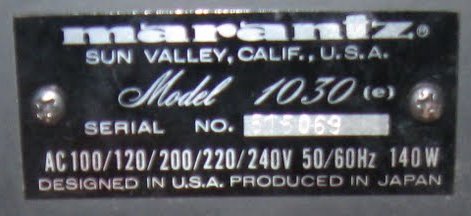 marantz®
SUN VALLEY, CALIF., U.S.A.
Model 1030 (e)
SERIAL NO.
AC 100/120/200/220/240V 50/60Hz 140W
DESIGNED IN U.S.A. PRODUCED IN JAPAN